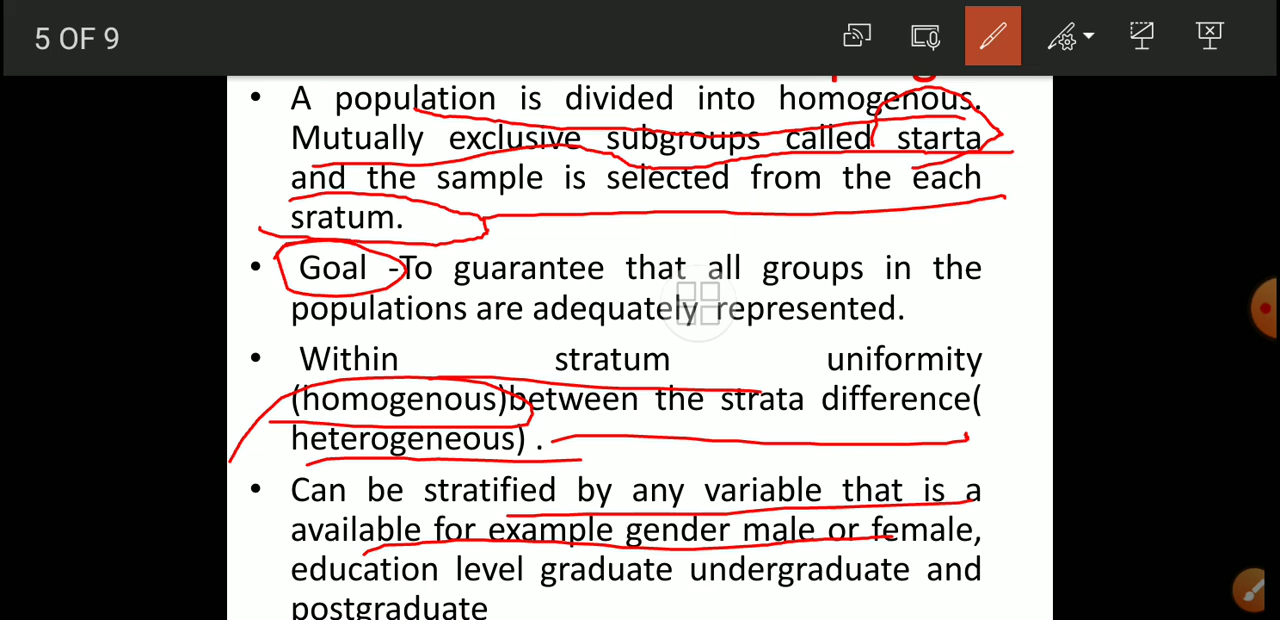 5 OF 9
• A population is divided into homogenous.
Mutually exclusive subgroups called starta
and the sample is selected from the each
sratum.
• Goal -To guarantee that all groups in the
populations are adequately represented.
• Within stratum uniformity
(homogenous)between the strata difference(
heterogeneous) .
• Can be stratified by any variable that is a
available for example gender male or female,
education level graduate undergraduate and
postgraduate